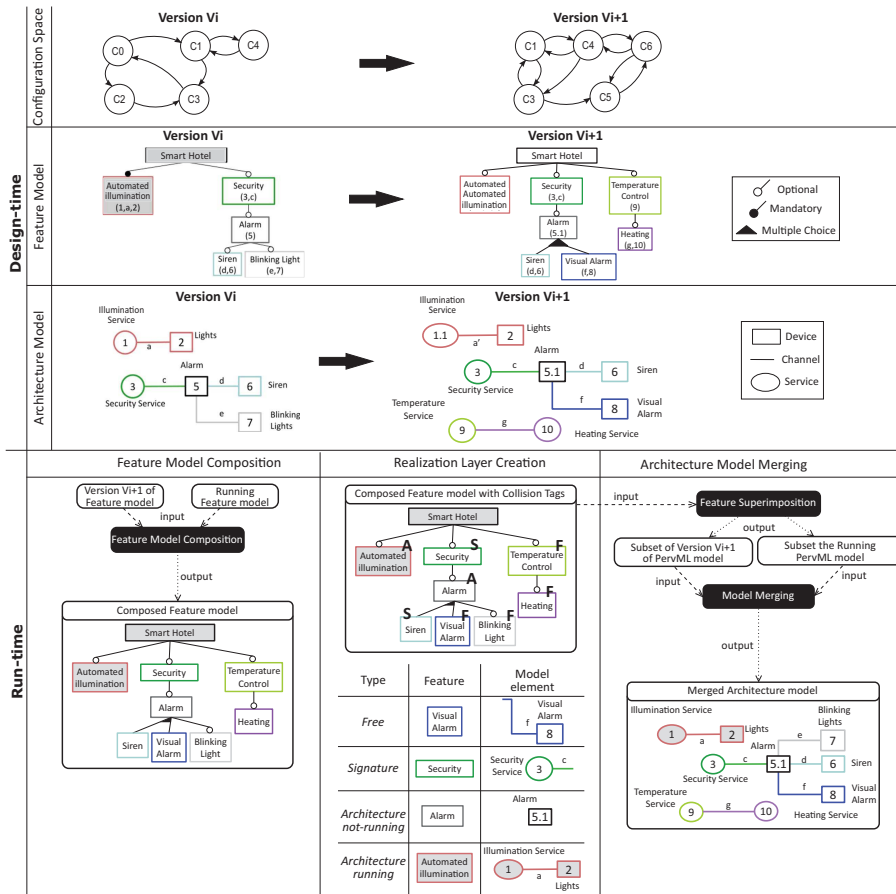 Design-time
Configuration Space
Version Vi
C0
C1
C4
C2
C3
Version Vi+1
C1
C4
C6
C3
C5
Feature Model
Version Vi
Smart Hotel
Automated
illumination
(1,a,2)
Security
(3,c)
Alarm
(5)
Siren
(d,6)
Blinking Light
(e,7)
Version Vi+1
Smart Hotel
Automated
Automated
illumination
Security
(3,c)
Temperature
Control
(9)
Alarm
(5.1)
Heating
(g,10)
Siren
(d,6)
Visual Alarm
(f,8)
Optional
Mandatory
Multiple Choice
Architecture Model
Version Vi
Illumination
Service
1
a
2
Lights
Alarm
3
c
5
d
6
Siren
Security Service
e
7
Blinking
Lights
Version Vi+1
Illumination
Service
1.1
a'
2
Lights
Alarm
3
c
5.1
d
6
Siren
Security Service
f
8
Visual
Alarm
Temperature
Service
9
g
10
Heating Service
Device
Channel
Service
Run-time
Feature Model Composition
Version Vi+1 of
Feature model
Running
Feature Model
input
Feature Model Composition
output
Composed Feature model
Smart Hotel
Automated
illumination
Security
Temperature
Control
Alarm
Heating
Siren
Visual
Alarm
Blinking
Light
Realization Layer Creation
Composed Feature model with Collision Tags
Smart Hotel
Automated
illumination
A
Security
S
Temperature
Control
F
Alarm
A
Heating
F
Siren
S
Visual
Alarm
F
Blinking
Light
F
Type
Feature
Model
element
Free
Visual
Alarm
f
Visual
Alarm
8
Signature
Security
Security
Service
3
c
Architecture
not-running
Alarm
Alarm
5.1
Architecture
running
Automated
illumination
Illumination Service
1
a
2
Lights
Architecture Model Merging
input
Feature Superimposition
output
Subset of Version Vi+1
of PervML model
Subset the Running
PervML model
input
input
Model Merging
output
Merged Architecture model
Illumination Service
1
a
2
Lights
Blinking
Lights
e
7
Alarm
3
c
5.1
d
6
Siren
Security Service
f
8
Visual
Alarm
Temperature
Service
9
g
10
Heating Service